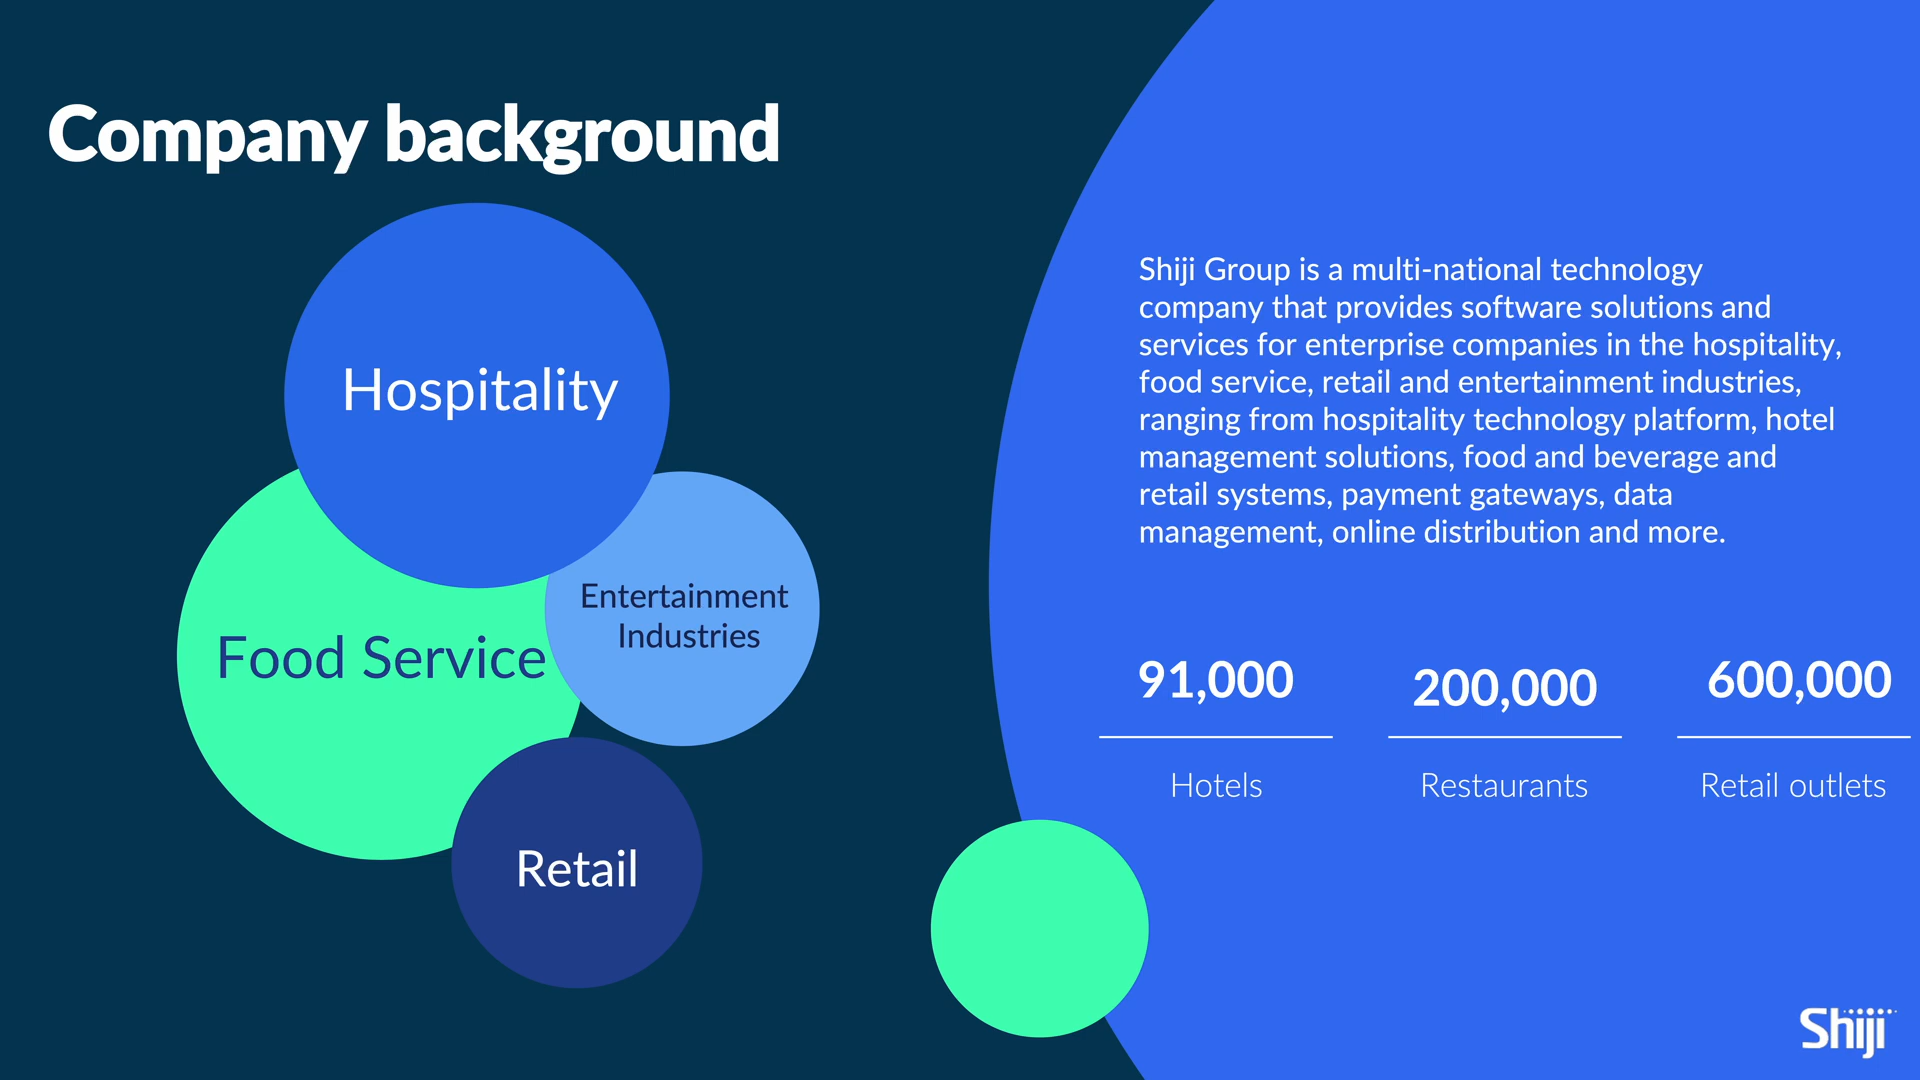 Company background
Hospitality
Food Service
Entertainment
Industries
Retail
Shiji Group is a multi-national technology
company that provides software solutions and
services for enterprise companies in the hospitality,
food service, retail and entertainment industries,
ranging from hospitality technology platform, hotel
management solutions, food and beverage and
retail systems, payment gateways, data
management, online distribution and more.
91,000
Hotels
200,000
Restaurants
600,000
Retail outlets
Shiji